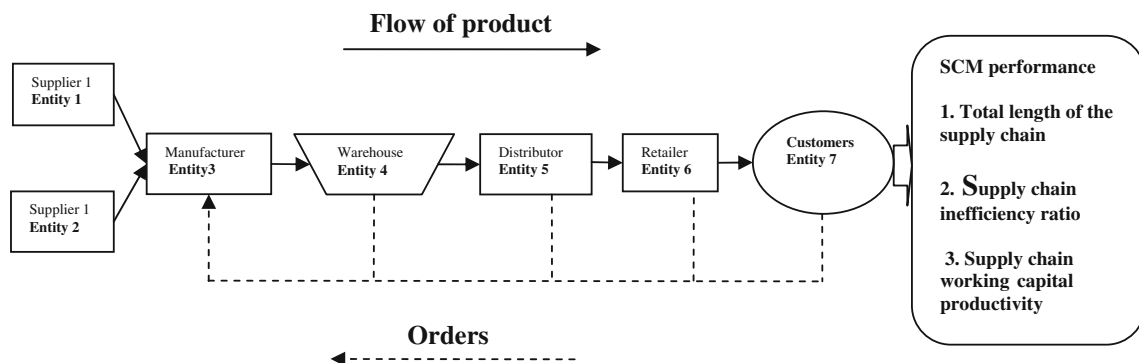 Flow of product
Supplier 1
Entity 1
Supplier 1
Entity 2
Manufacturer
Entity3
Warehouse
Entity 4
Distributor
Entity 5
Retailer
Entity 6
Customers
Entity 7
SCM performance
1. Total length of the
supply chain
2. Supply chain
inefficiency ratio
3. Supply chain
working capital
productivity
Orders